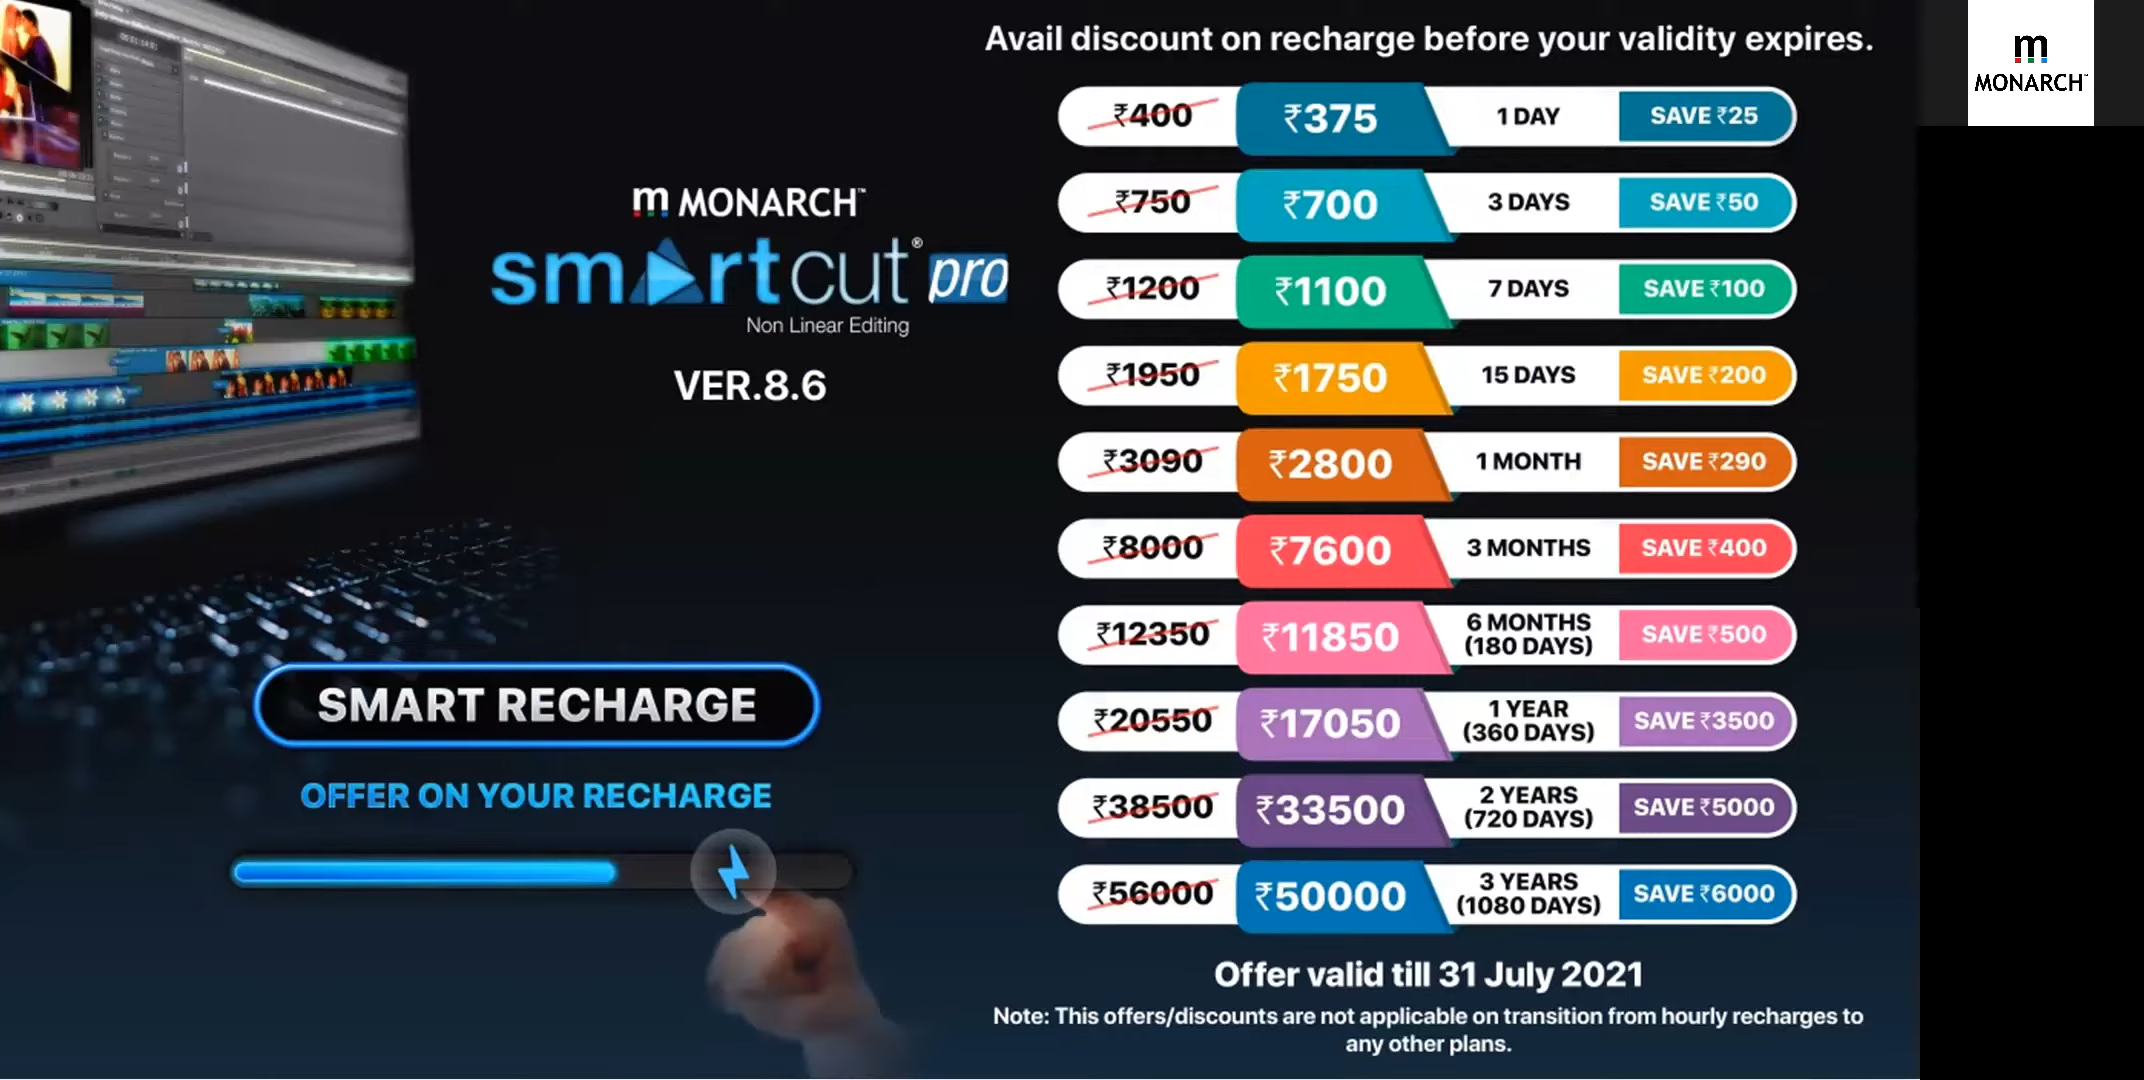 Avail discount on recharge before your validity expires.
m
MONARCH
m MONARCH™
smartcut® pro
Non Linear Editing
VER.8.6
₹400 ₹375 1 DAY SAVE ₹25
₹750 ₹700 3 DAYS SAVE ₹50
₹1200 ₹1100 7 DAYS SAVE ₹100
₹1950 ₹1750 15 DAYS SAVE ₹200
₹3090 ₹2800 1 MONTH SAVE ₹290
₹8000 ₹7600 3 MONTHS SAVE ₹400
₹12350 ₹11850 6 MONTHS (180 DAYS) SAVE ₹500
₹20550 ₹17050 1 YEAR (360 DAYS) SAVE ₹3500
₹38500 ₹33500 2 YEARS (720 DAYS) SAVE ₹5000
₹56000 ₹50000 3 YEARS (1080 DAYS) SAVE ₹6000
SMART RECHARGE
OFFER ON YOUR RECHARGE
Offer valid till 31 July 2021
Note: This offers/discounts are not applicable on transition from hourly recharges to
any other plans.